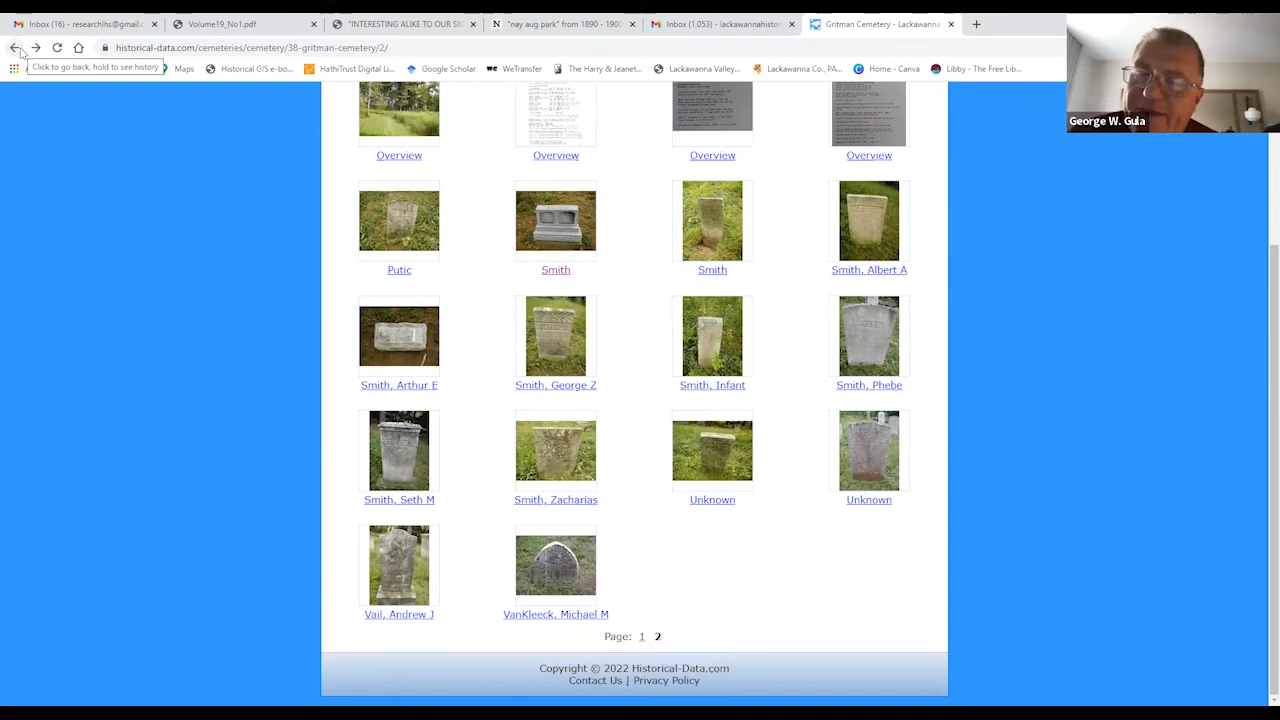 Inbox (16) - researchlhs@gmail.c
Volume19_No1.pdf
"INTERESTING ALIKE TO OUR SIG
"nay aug park" from 1890 - 1900
Inbox (1,053) - lackawannahistor
Gritman Cemetery - Lackawanna
historical-data.com/cemeteries/cemetery/38-gritman-cemetery/2/
Click to go back, hold to see history
Maps
Historical GIS e-bo...
HathiTrust Digital Li...
Google Scholar
WeTransfer
The Harry & Jeanet...
Lackawanna Valley...
Lackawanna Co., PA...
Home - Canva
Libby - The Free Lib...
George W. Gula
Overview
Overview
Overview
Overview
Putic
Smith
Smith
Smith, Albert A
Smith, Arthur E
Smith, George Z
Smith, Infant
Smith, Phebe
Smith, Seth M
Smith, Zacharias
Unknown
Unknown
Vail, Andrew J
VanKleeck, Michael M
Page: 1 2
Copyright © 2022 Historical-Data.com
Contact Us | Privacy Policy